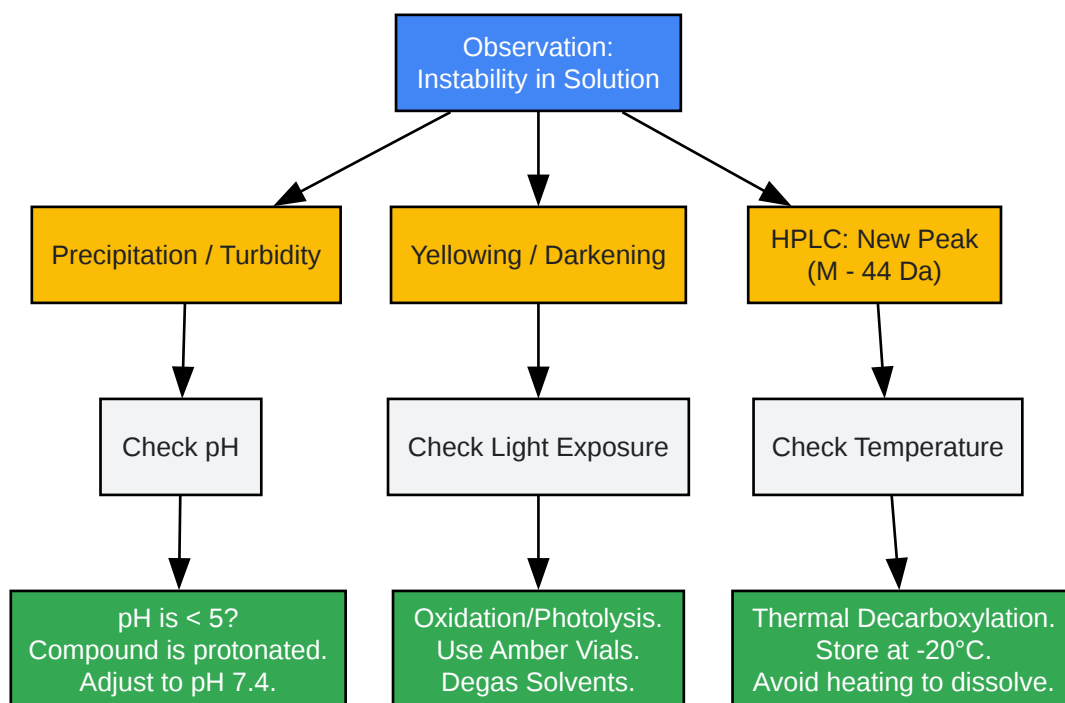 Observation:
Instability in Solution
Precipitation / Turbidity
Yellowing / Darkening
HPLC: New Peak
(M - 44 Da)
Check pH
Check Light Exposure
Check Temperature
pH is < 5?
Compound is protonated.
Adjust to pH 7.4.
Oxidation/Photolysis.
Use Amber Vials.
Degas Solvents.
Thermal Decarboxylation.
Store at -20°C.
Avoid heating to dissolve.